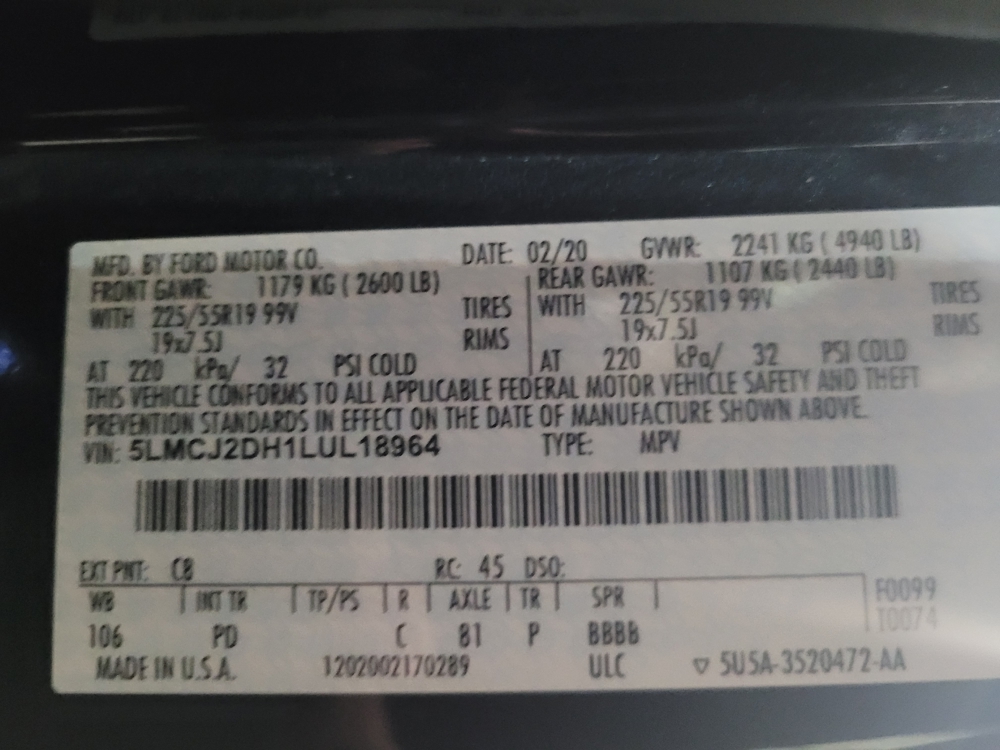 MFD. BY FORD MOTOR CO. DATE: 02/20 GVWR: 2241 KG ( 4940 LB)
FRONT GAWR: 1179 KG ( 2600 LB) REAR GAWR: 1107 KG ( 2440 LB)
WITH 225/55R19 99V TIRES WITH 225/55R19 99V TIRES
19x7.5J RIMS 19x7.5J RIMS
AT 220 kPa/ 32 PSI COLD AT 220 kPa/ 32 PSI COLD
THIS VEHICLE CONFORMS TO ALL APPLICABLE FEDERAL MOTOR VEHICLE SAFETY AND THEFT
PREVENTION STANDARDS IN EFFECT ON THE DATE OF MANUFACTURE SHOWN ABOVE.
VIN: 5LMCJ2DH1LUL18964 TYPE: MPV
EXT PNT: CB RC: 45 DSO:
WB INT TR TP/PS R AXLE TR SPR F0099
T0074
106 PD C 81 P BBBB
MADE IN U.S.A. 1202002170289 ULC ▽ 5U5A-3520472-AA